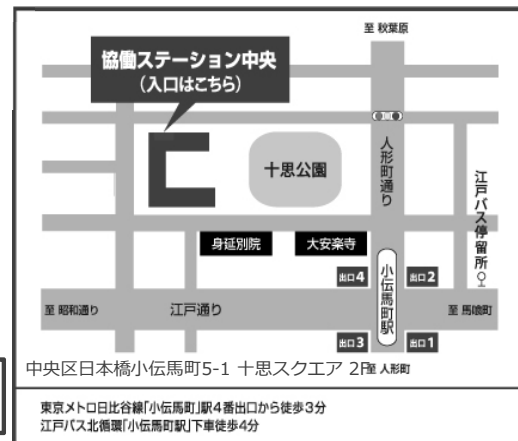 至 秋葉原
協働ステーション中央
(入口はこちら)
十思公園
人形町通り
江戸バス停留所
身延別院
大安楽寺
出口4
小伝馬町駅
出口2
至 昭和通り
江戸通り
至 馬喰町
出口3
出口1
中央区日本橋小伝馬町5-1 十思スクエア 2F
至 人形町
東京メトロ日比谷線「小伝馬町」駅4番出口から徒歩3分
江戸バス北循環「小伝馬町駅」下車徒歩4分